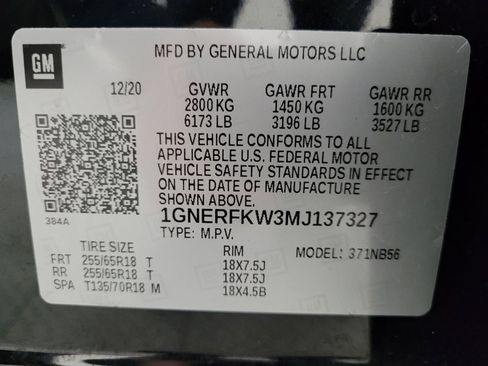 GM
MFD BY GENERAL MOTORS LLC
12/20 GVWR GAWR FRT GAWR RR
2800 KG 1450 KG 1600 KG
6173 LB 3196 LB 3527 LB
THIS VEHICLE CONFORMS TO ALL
APPLICABLE U.S. FEDERAL MOTOR
VEHICLE SAFETY STANDARDS IN EFFECT
ON THE DATE OF MANUFACTURE
SHOWN ABOVE.
384A
1GNERFKW3MJ137327
TYPE: M.P.V.
TIRE SIZE RIM MODEL: 371NB56
FRT 255/65R18 T 18X7.5J
RR 255/65R18 T 18X7.5J
SPA T135/70R18 M 18X4.5B